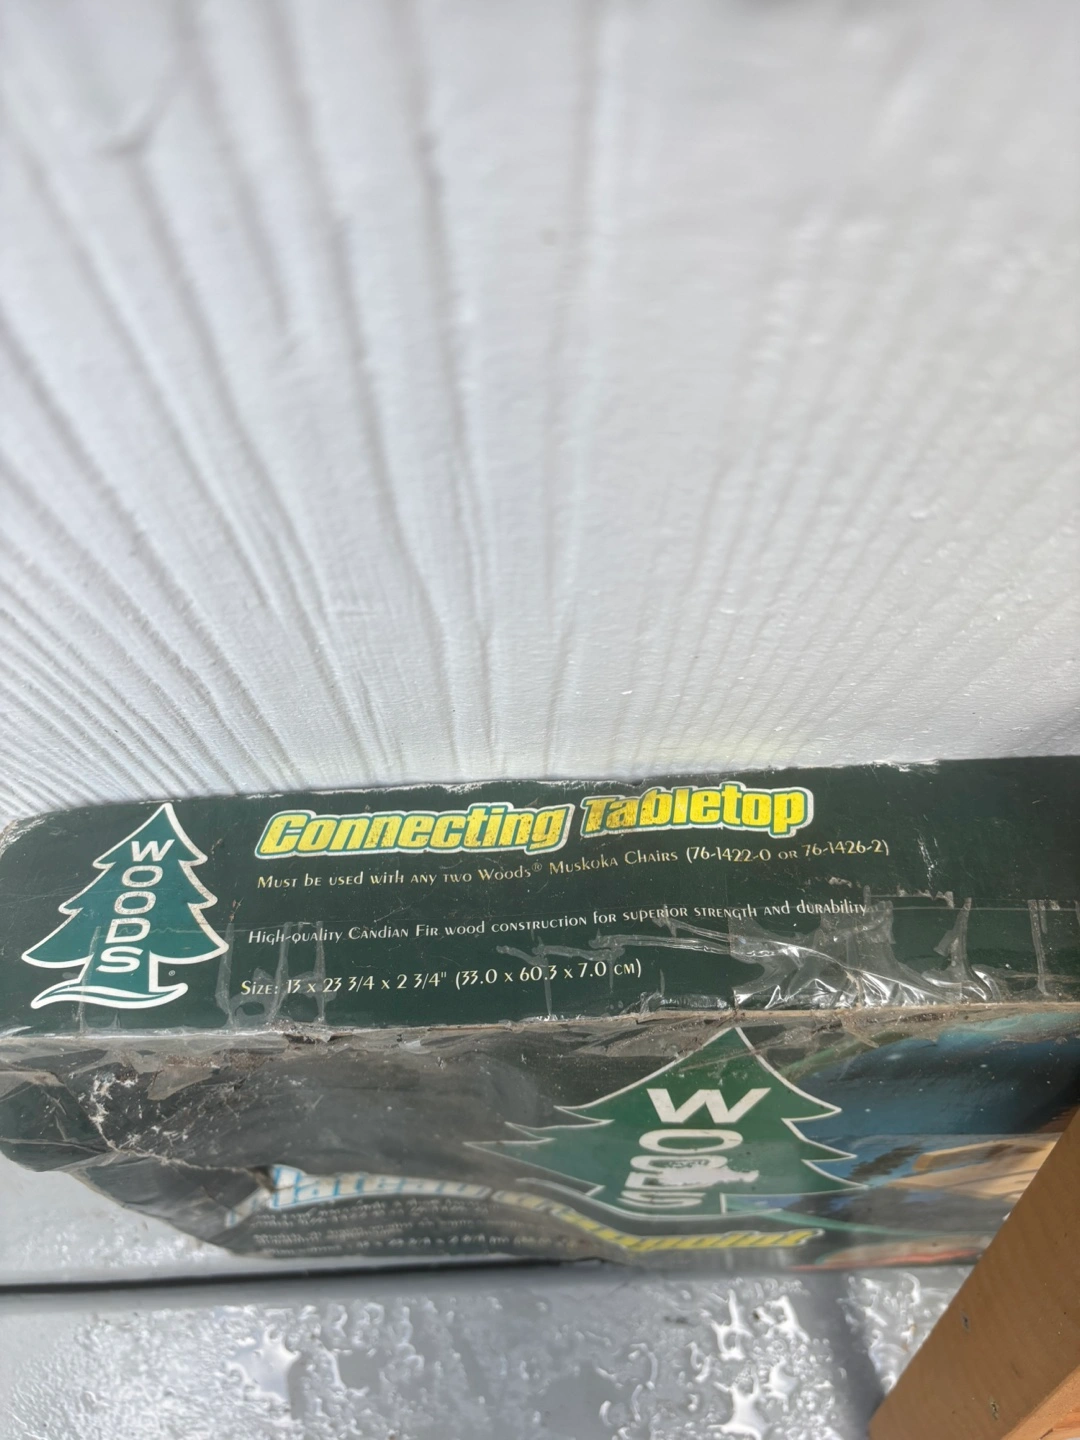 WOODS
Connecting Tabletop
Must be used with any two Woods® Muskoka Chairs (76-1422-0 or 76-1426-2)
High-quality Candian Fir wood construction for superior strength and durability
Size: 13 x 23 3/4 x 2 3/4" (33.0 x 60.3 x 7.0 cm)
WOODS